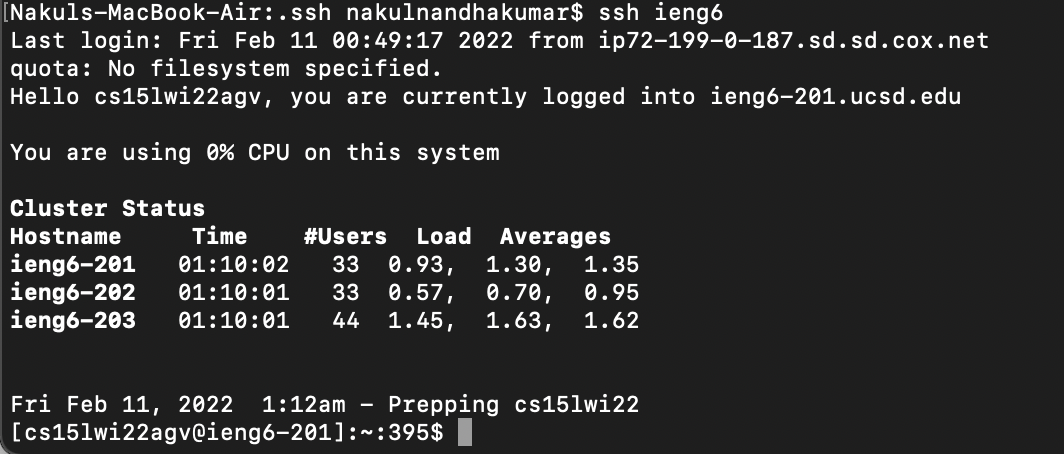 [Nakuls-MacBook-Air:.ssh nakulnandhakumar$ ssh ieng6
Last login: Fri Feb 11 00:49:17 2022 from ip72-199-0-187.sd.sd.cox.net
quota: No filesystem specified.
Hello cs15lwi22agv, you are currently logged into ieng6-201.ucsd.edu
You are using 0% CPU on this system
Cluster Status
Hostname     Time    #Users  Load  Averages
ieng6-201   01:10:02   33  0.93,  1.30,  1.35
ieng6-202   01:10:01   33  0.57,  0.70,  0.95
ieng6-203   01:10:01   44  1.45,  1.63,  1.62
Fri Feb 11, 2022  1:12am - Prepping cs15lwi22
[cs15lwi22agv@ieng6-201]:~:395$